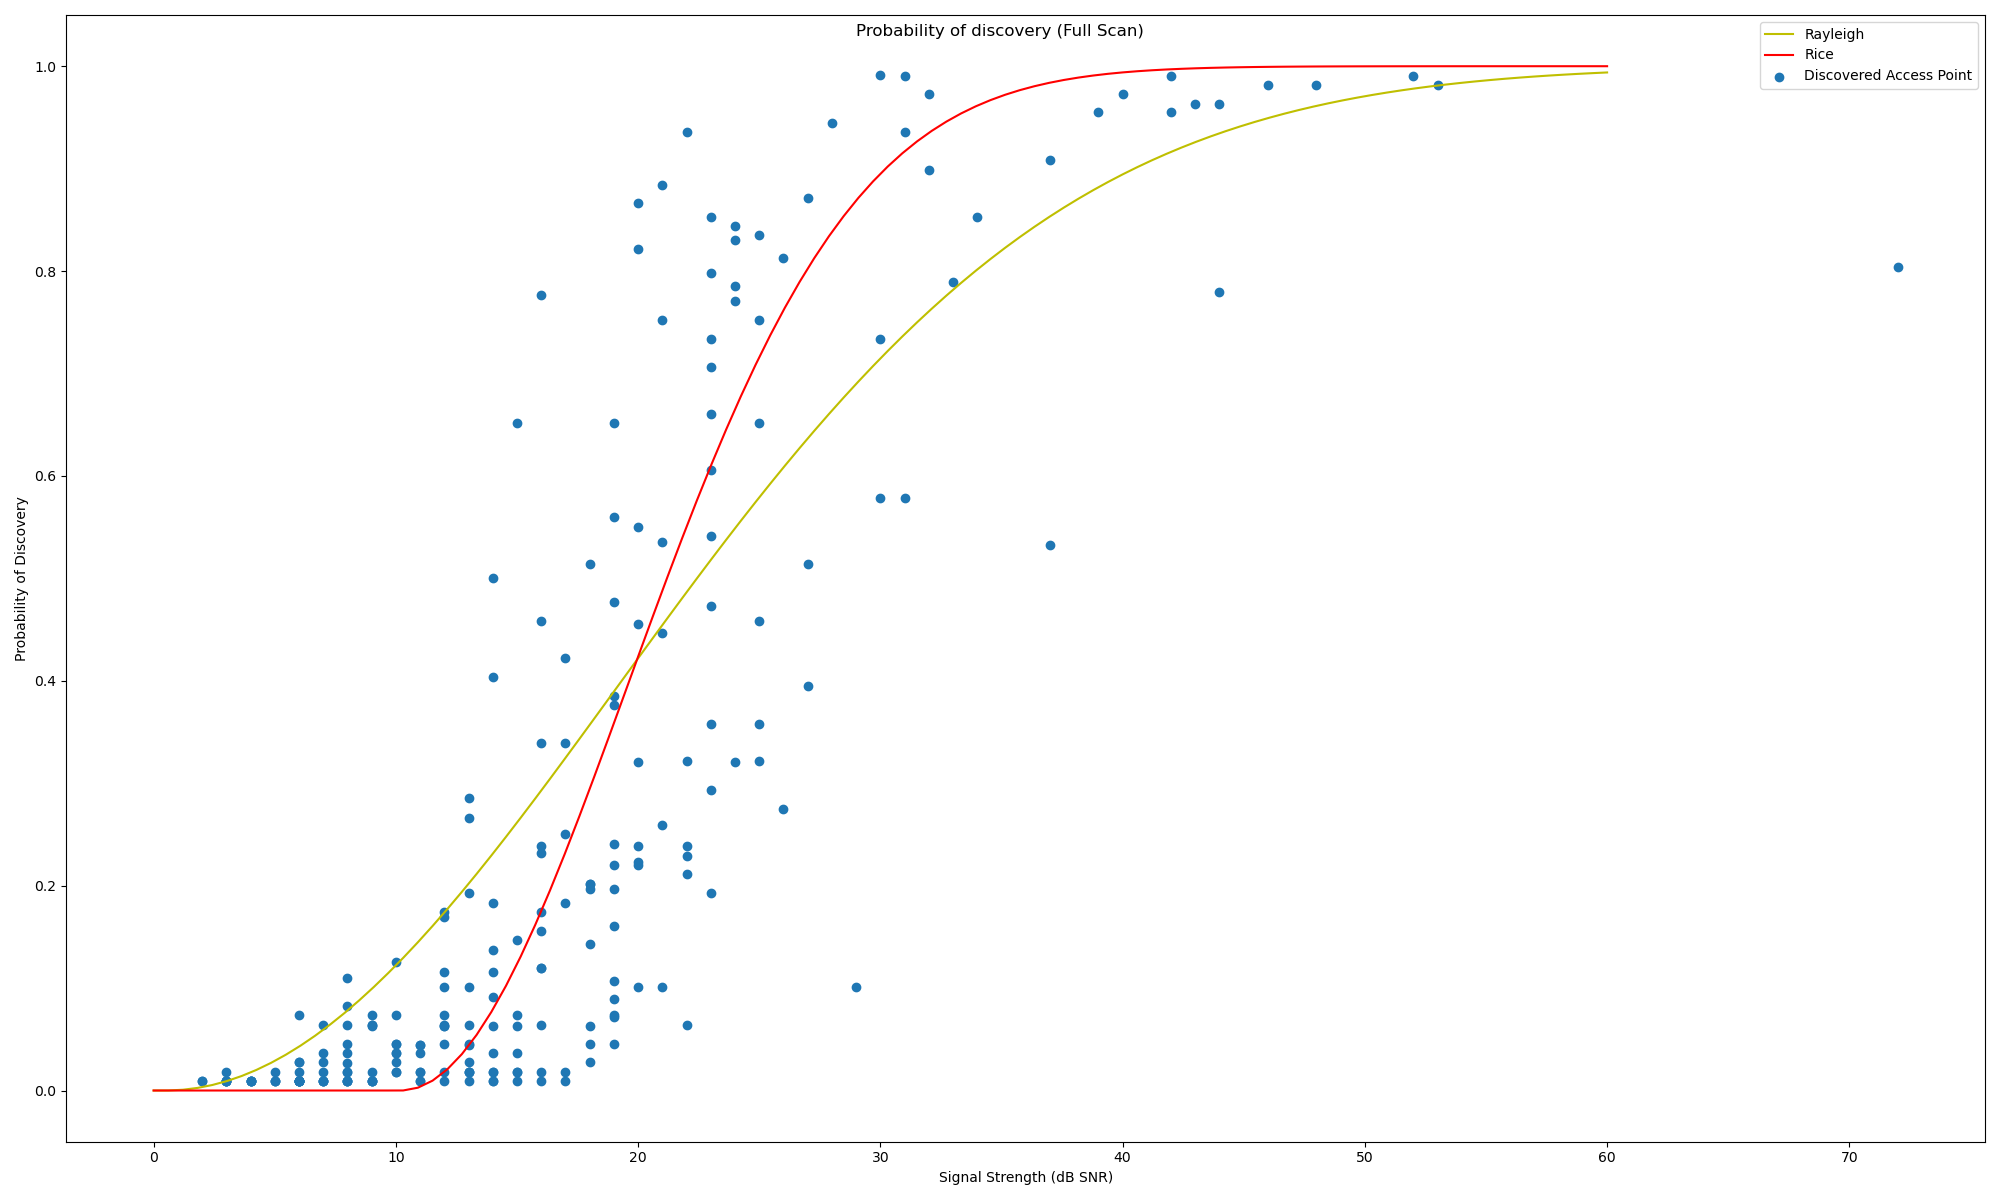 Probability of discovery (Full Scan)
Rayleigh
Rice
Discovered Access Point
1.0
0.8
0.6
0.4
0.2
0.0
Probability of Discovery
0 10 20 30 40 50 60 70
Signal Strength (dB SNR)